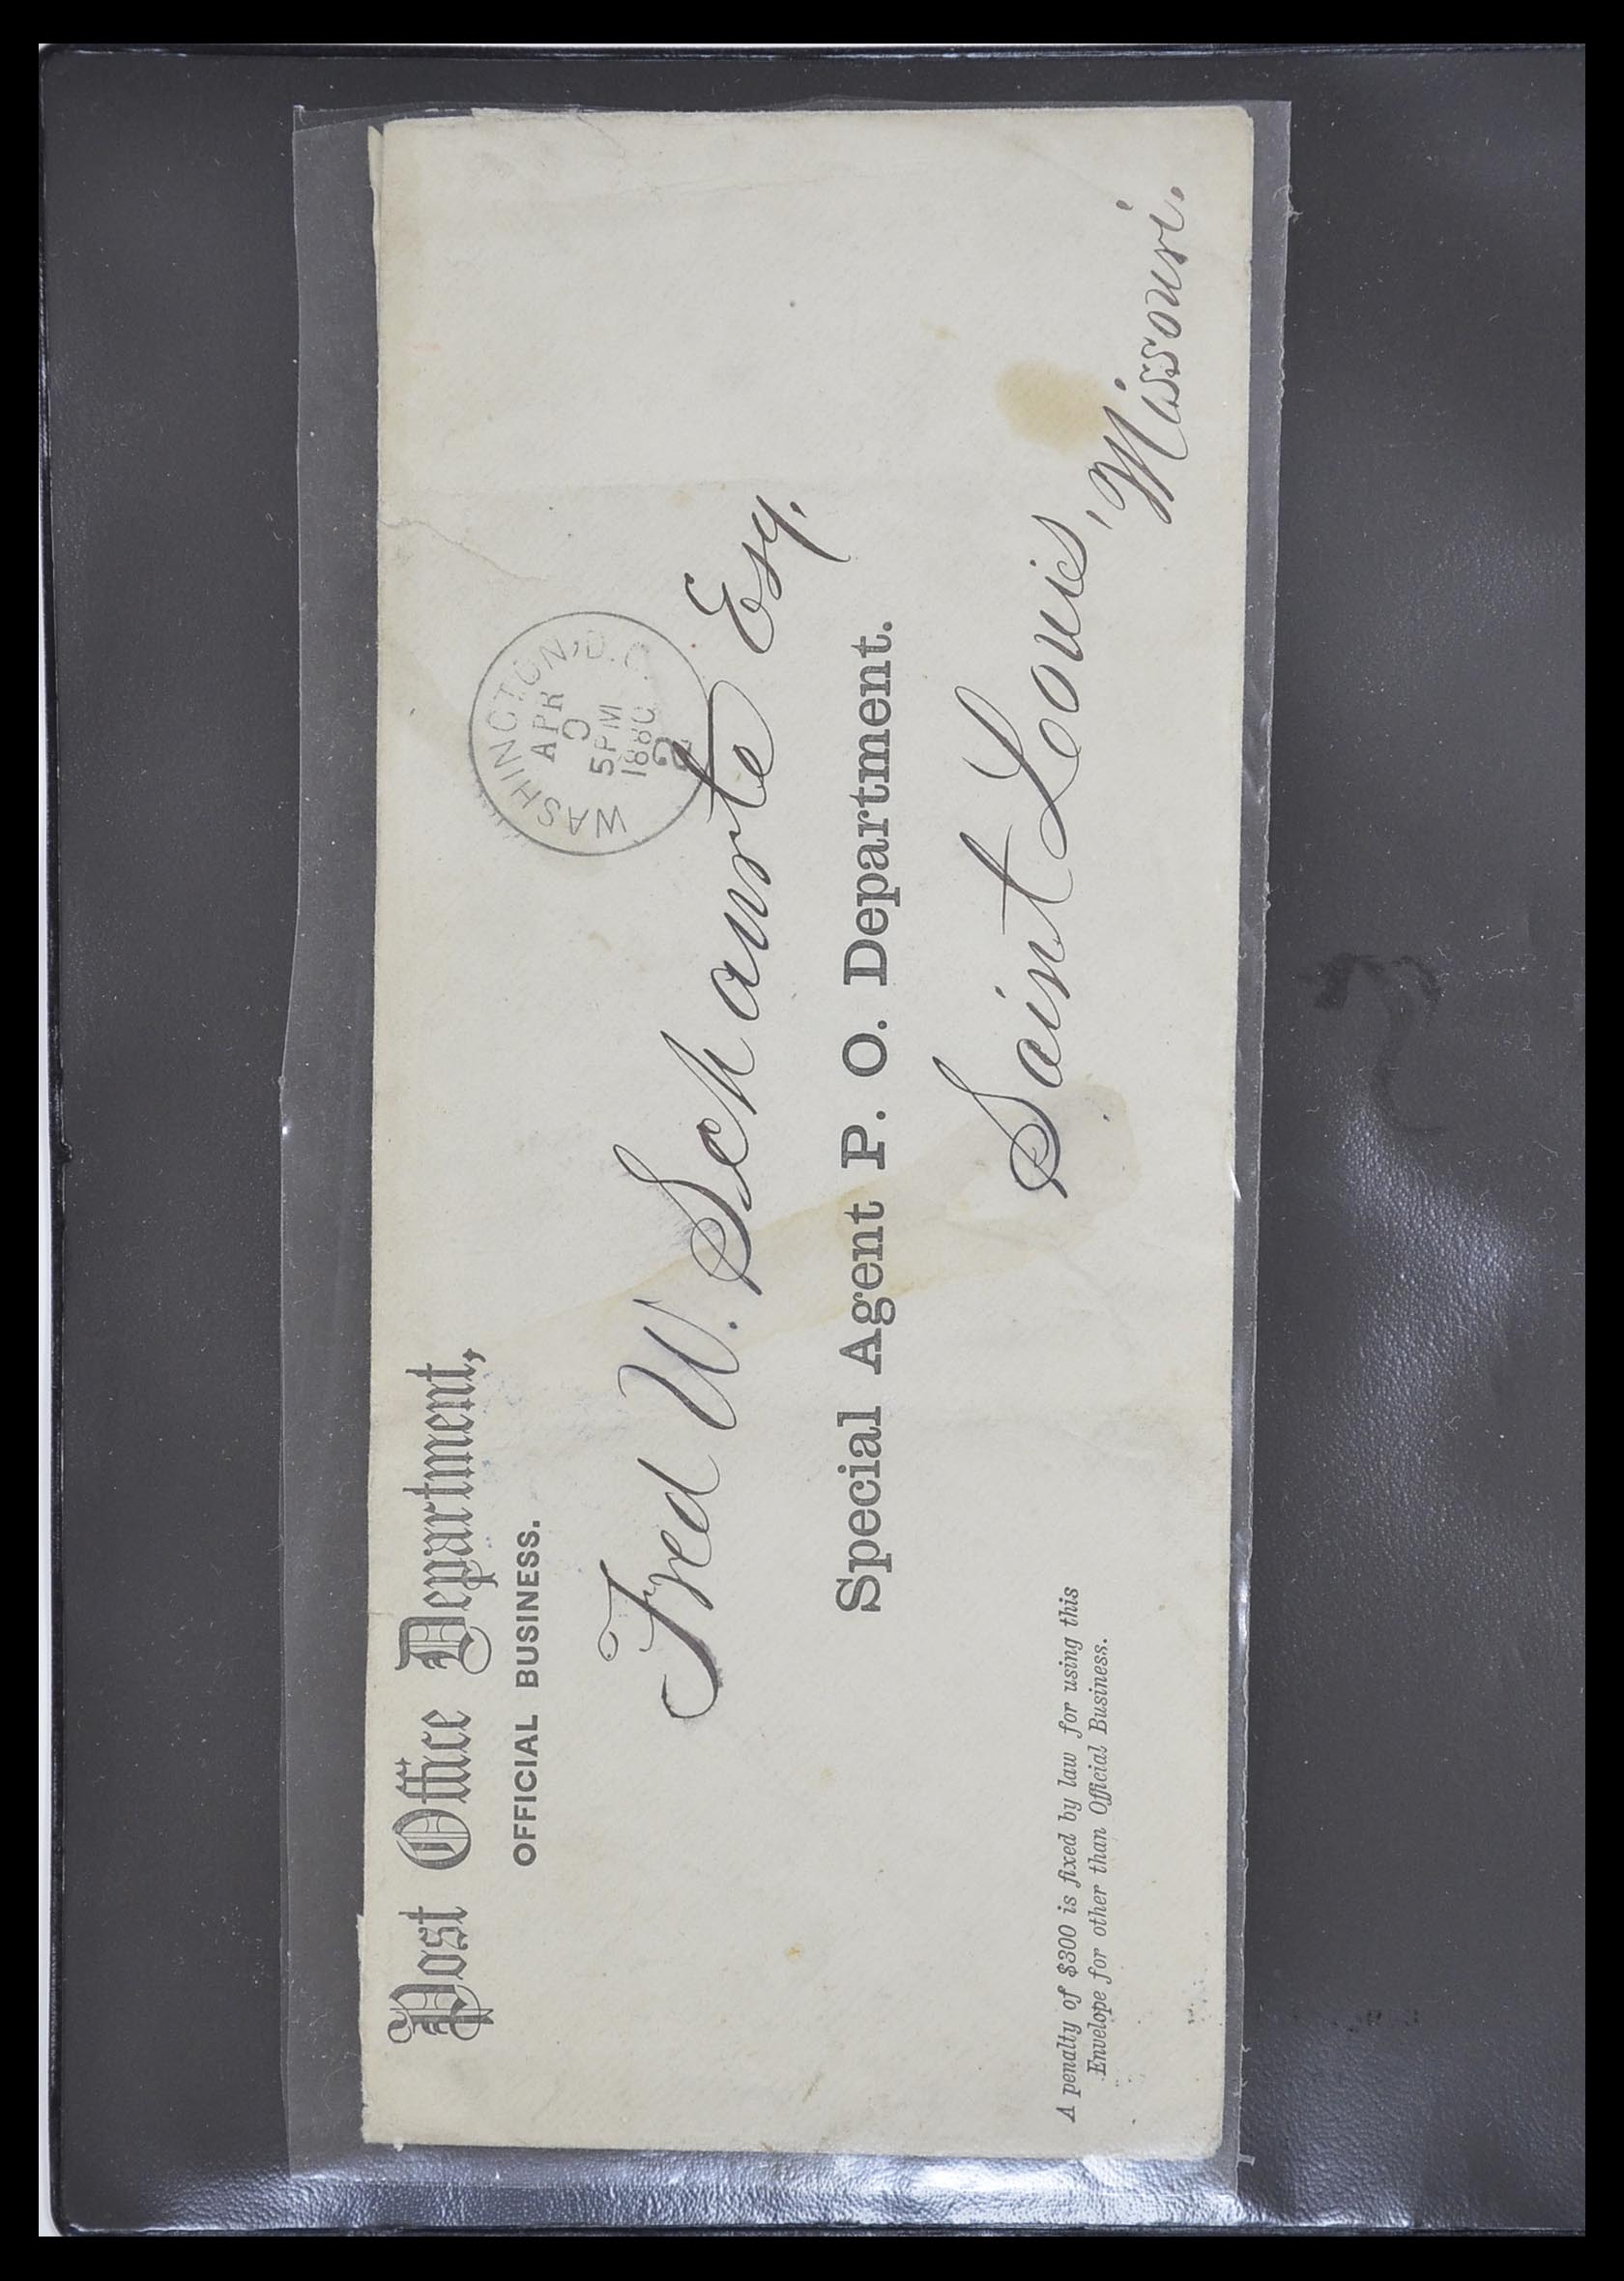 Post Office Department,
OFFICIAL BUSINESS.
WASHINGTON, D.C.
APR
5PM
1880
2
Fred W. Schaurte Esq.
Special Agent P. O. Department.
Saint Louis, Missouri.
A penalty of $300 is fixed by law for using this
Envelope for other than Official Business.